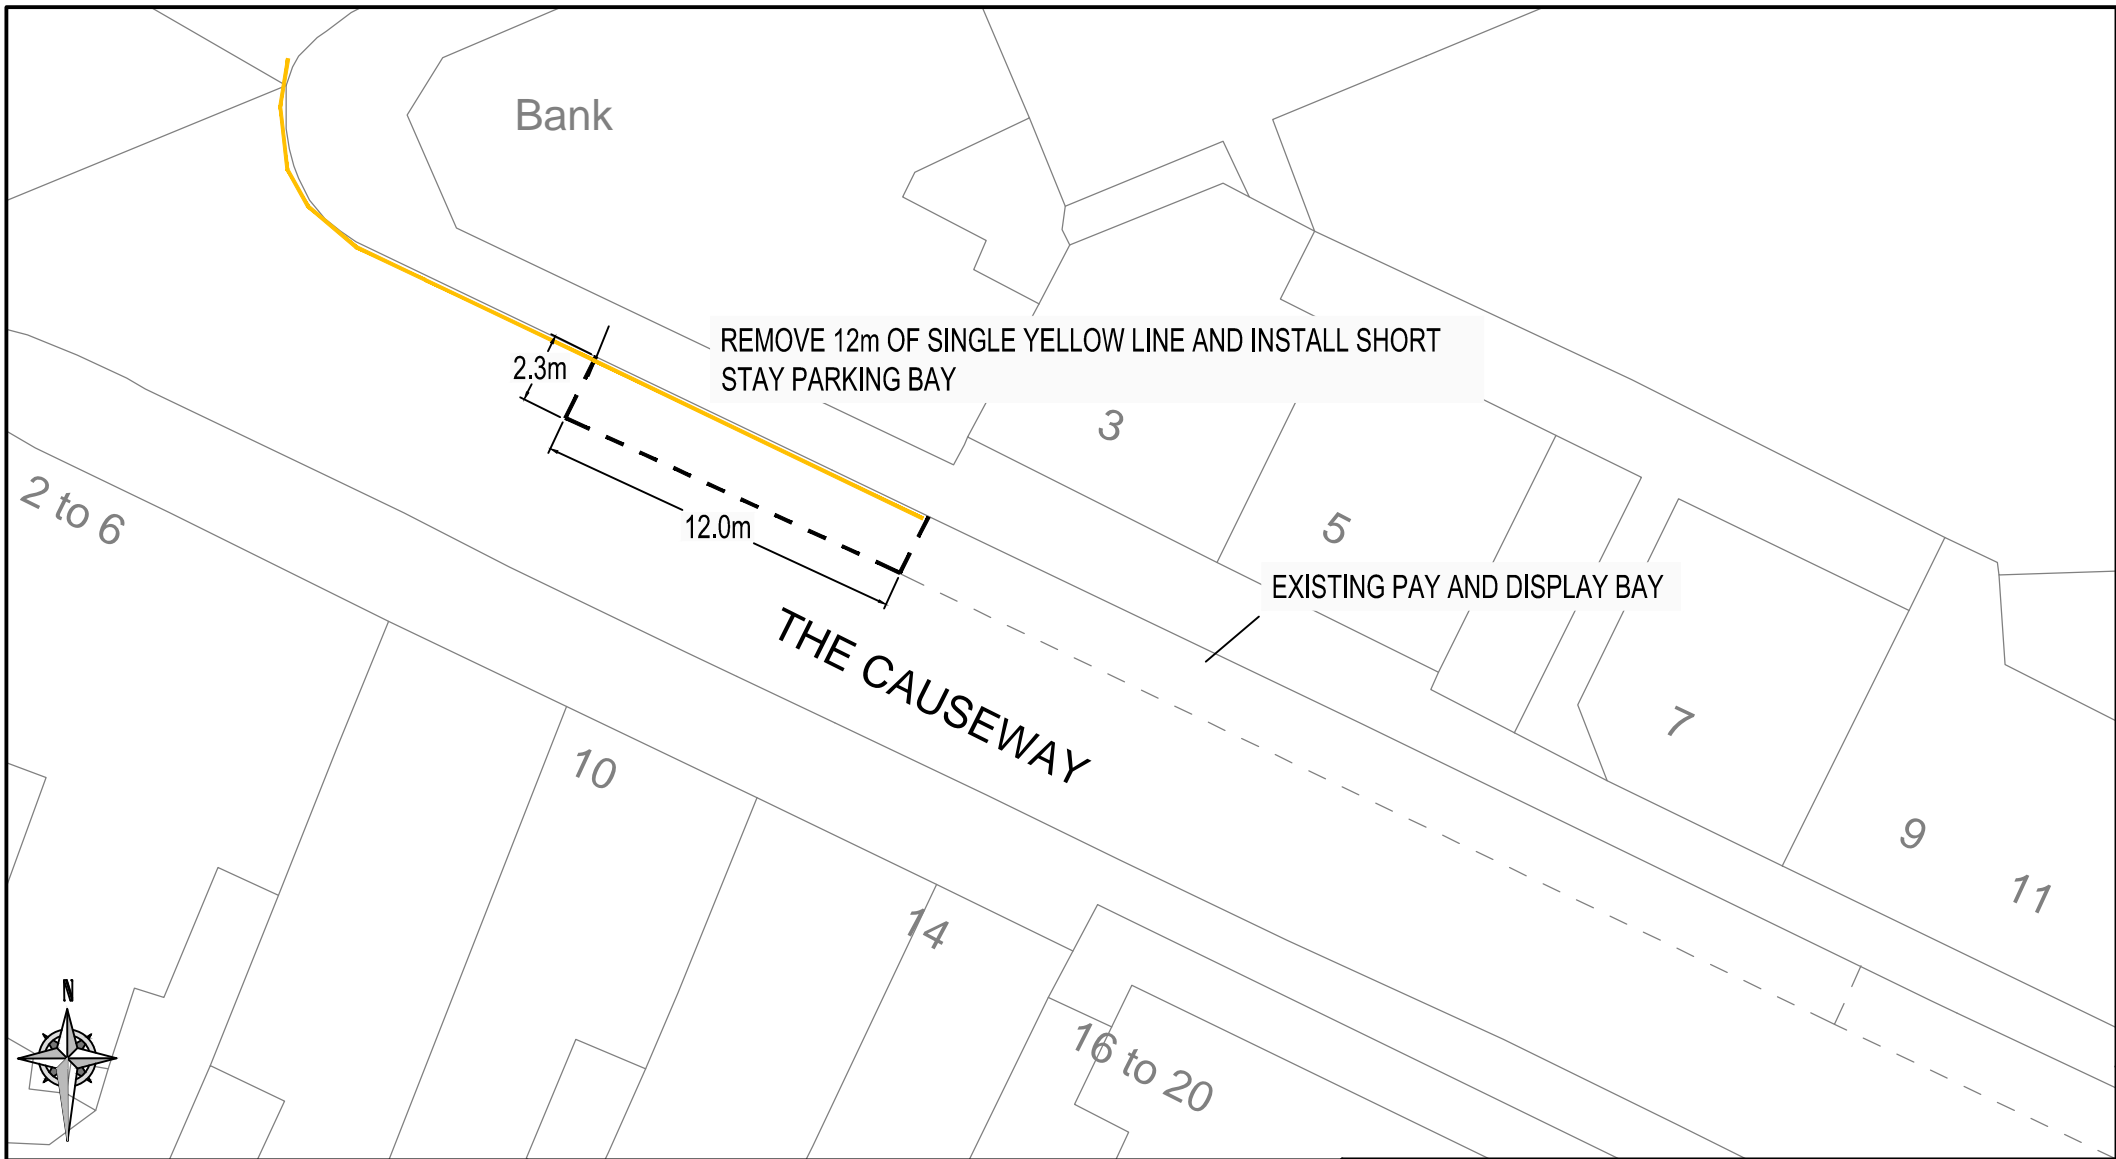 Bank
REMOVE 12m OF SINGLE YELLOW LINE AND INSTALL SHORT
STAY PARKING BAY
2.3m
3
2 to 6
12.0m
5
EXISTING PAY AND DISPLAY BAY
THE CAUSEWAY
7
10
9
11
14
N
16 to 20